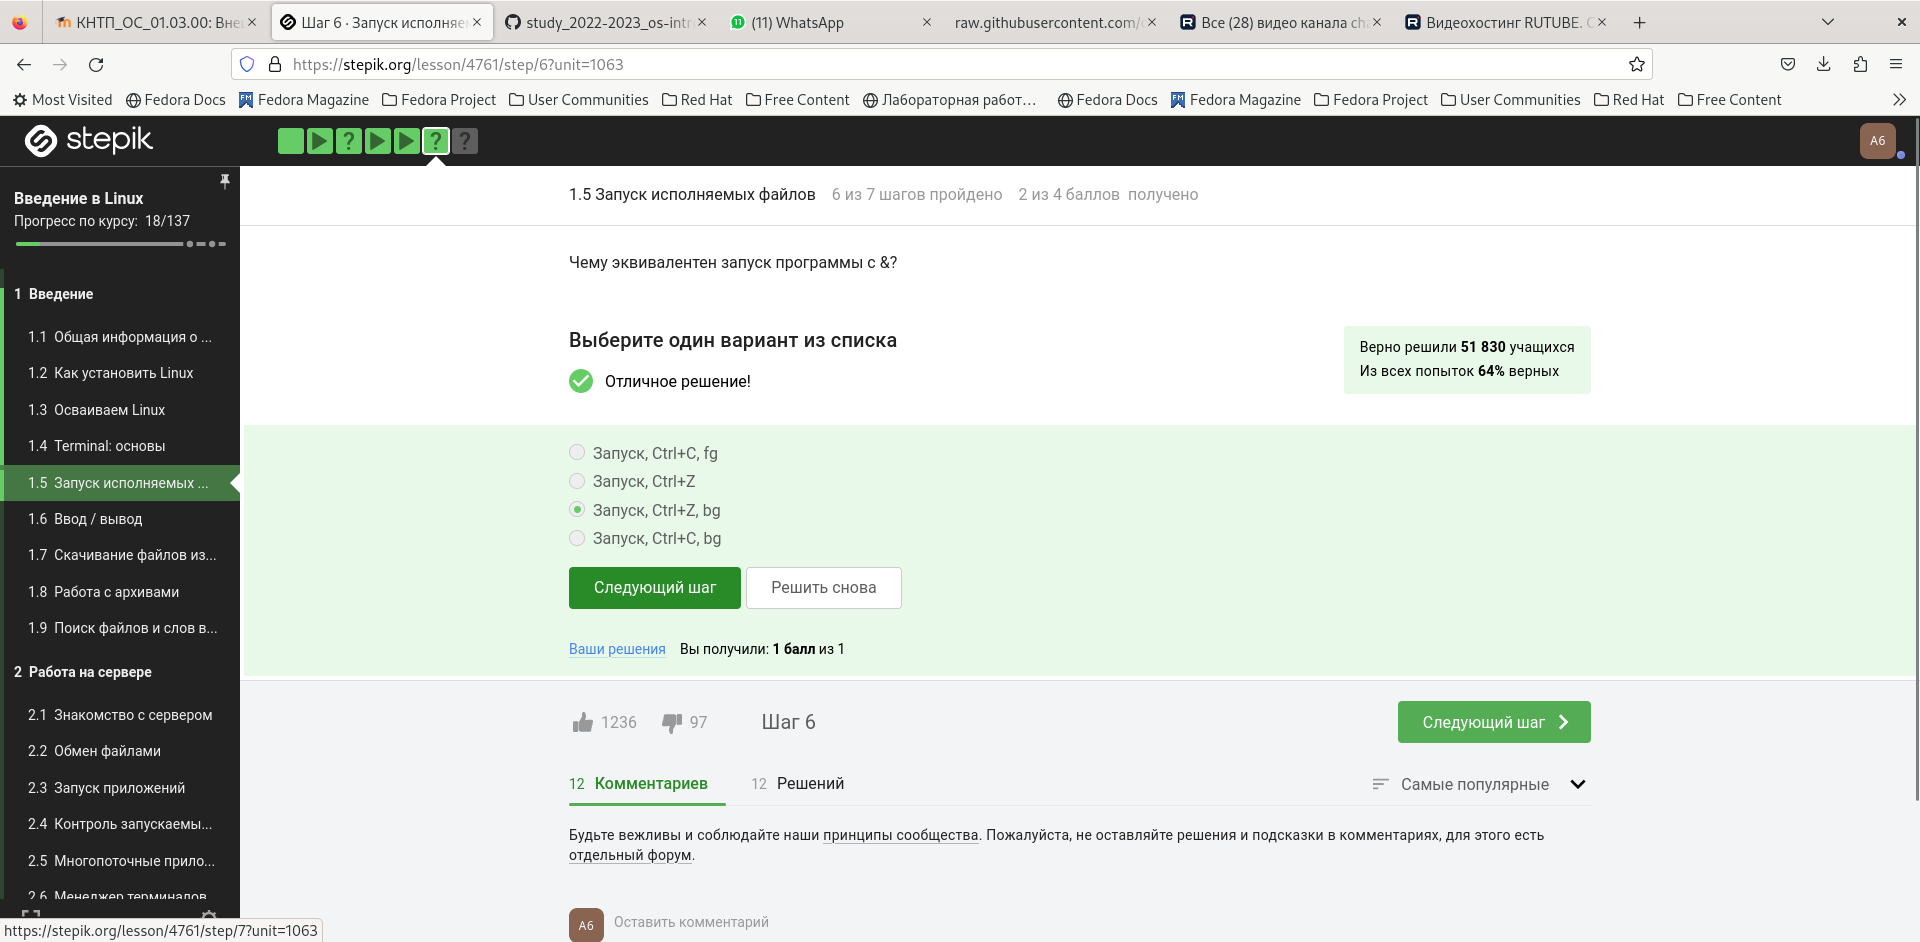 КНТП_ОС_01.03.00: Вне
Шаг 6 · Запуск исполняе
study_2022-2023_os-intr
(11) WhatsApp
raw.githubusercontent.com/
Все (28) видео канала cha
Видеохостинг RUTUBE. С
https://stepik.org/lesson/4761/step/6?unit=1063
Most Visited Fedora Docs Fedora Magazine Fedora Project User Communities Red Hat Free Content Лабораторная работ… Fedora Docs Fedora Magazine Fedora Project User Communities Red Hat Free Content
stepik
? ? ?
А6
Введение в Linux
Прогресс по курсу: 18/137
1 Введение
1.1 Общая информация о ...
1.2 Как установить Linux
1.3 Осваиваем Linux
1.4 Terminal: основы
1.5 Запуск исполняемых ...
1.6 Ввод / вывод
1.7 Скачивание файлов из...
1.8 Работа с архивами
1.9 Поиск файлов и слов в...
2 Работа на сервере
2.1 Знакомство с сервером
2.2 Обмен файлами
2.3 Запуск приложений
2.4 Контроль запускаемы...
2.5 Многопоточные прило...
2.6 Менеджер терминалов
https://stepik.org/lesson/4761/step/7?unit=1063
1.5 Запуск исполняемых файлов 6 из 7 шагов пройдено 2 из 4 баллов получено
Чему эквивалентен запуск программы с &?
Выберите один вариант из списка
Отличное решение!
Верно решили 51 830 учащихся
Из всех попыток 64% верных
Запуск, Ctrl+C, fg
Запуск, Ctrl+Z
Запуск, Ctrl+Z, bg
Запуск, Ctrl+C, bg
Следующий шаг Решить снова
Ваши решения Вы получили: 1 балл из 1
1236 97 Шаг 6 Следующий шаг
12 Комментариев 12 Решений Самые популярные
Будьте вежливы и соблюдайте наши принципы сообщества. Пожалуйста, не оставляйте решения и подсказки в комментариях, для этого есть
отдельный форум.
А6 Оставить комментарий